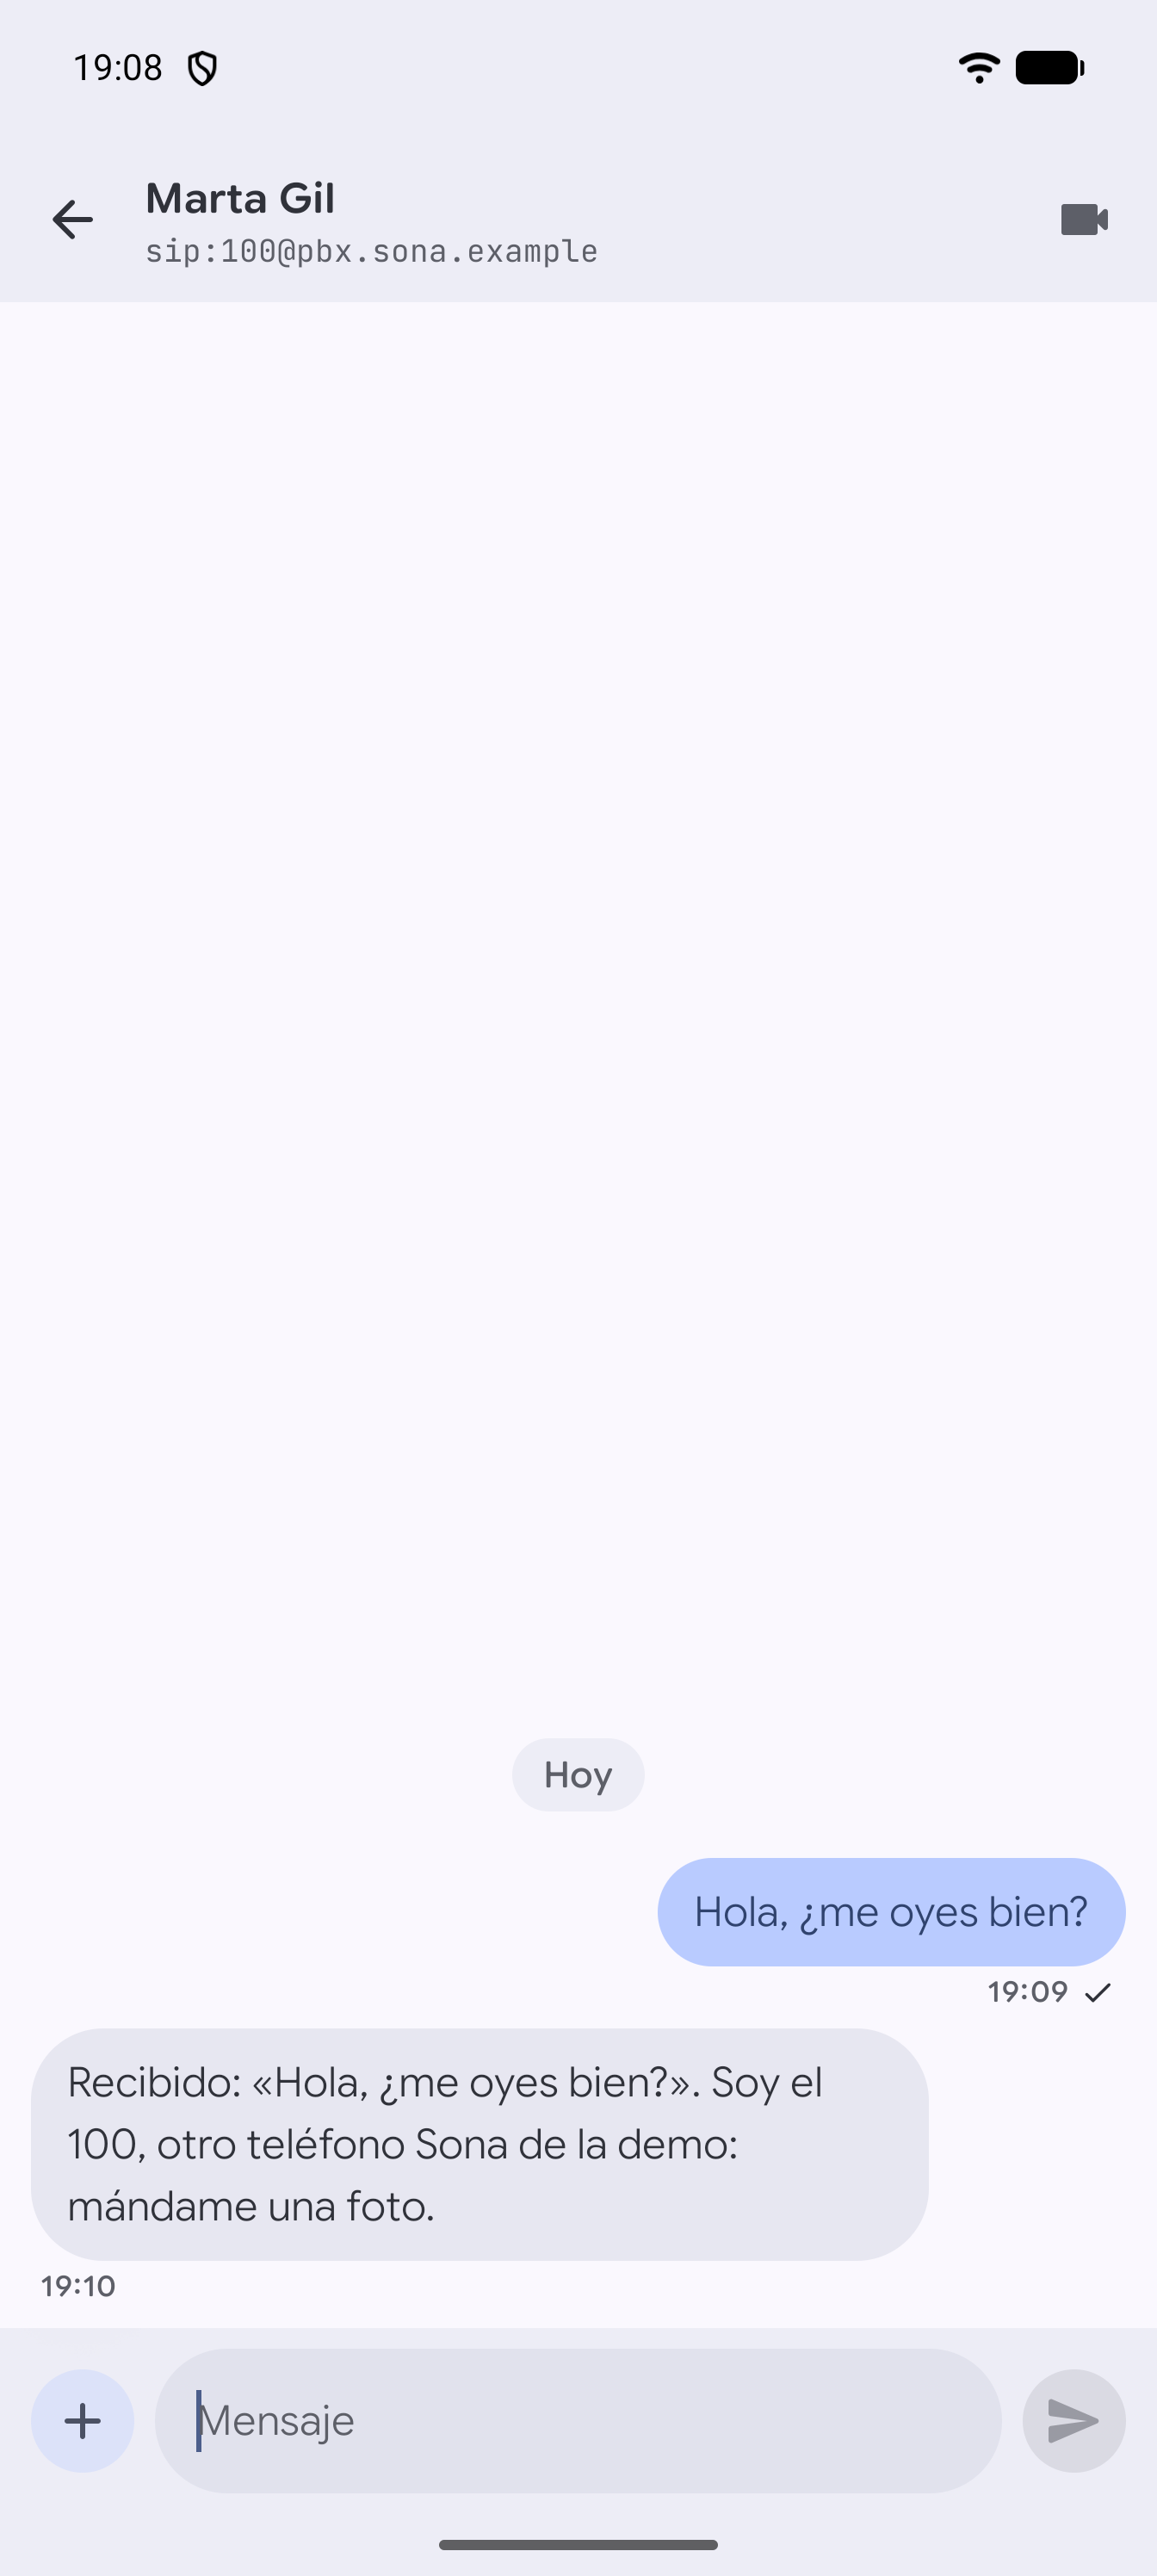 19:08
Marta Gil
sip:100@pbx.sona.example
Hoy
Hola, ¿me oyes bien?
19:09
Recibido: «Hola, ¿me oyes bien?». Soy el
100, otro teléfono Sona de la demo:
mándame una foto.
19:10
Mensaje